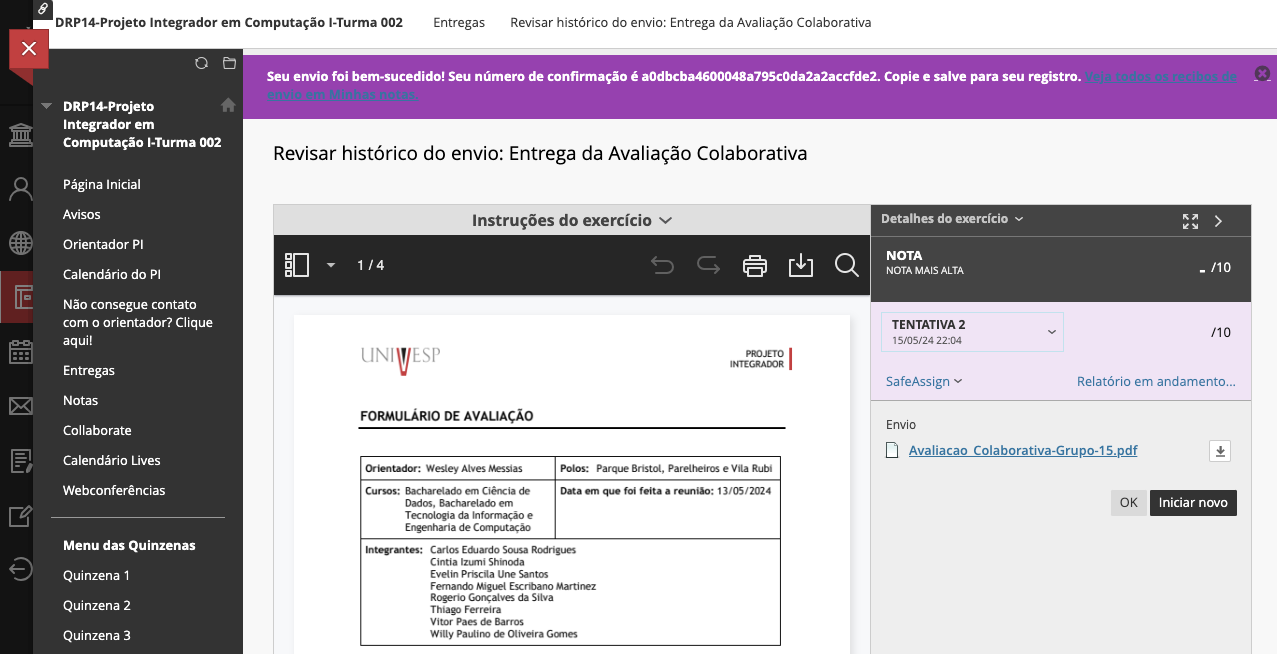 DRP14-Projeto Integrador em Computação I-Turma 002 Entregas Revisar histórico do envio: Entrega da Avaliação Colaborativa
Seu envio foi bem-sucedido! Seu número de confirmação é a0dbcba4600048a795c0da2a2accfde2. Copie e salve para seu registro. Veja todos os recibos de
envio em Minhas notas.
DRP14-Projeto
Integrador em
Computação I-Turma 002
Página Inicial
Avisos
Orientador PI
Calendário do PI
Não consegue contato
com o orientador? Clique
aqui!
Entregas
Notas
Collaborate
Calendário Lives
Webconferências
Menu das Quinzenas
Quinzena 1
Quinzena 2
Quinzena 3
Revisar histórico do envio: Entrega da Avaliação Colaborativa
Instruções do exercício
1 / 4
UNIVESP
PROJETO
INTEGRADOR
FORMULÁRIO DE AVALIAÇÃO
Orientador: Wesley Alves Messias
Polos: Parque Bristol, Parelheiros e Vila Rubi
Cursos: Bacharelado em Ciência de
Dados, Bacharelado em
Tecnologia da Informação e
Engenharia de Computação
Data em que foi feita a reunião: 13/05/2024
Integrantes: Carlos Eduardo Sousa Rodrigues
Cintia Izumi Shinoda
Evelin Priscila Une Santos
Fernando Miguel Escribano Martinez
Rogerio Gonçalves da Silva
Thiago Ferreira
Vitor Paes de Barros
Willy Paulino de Oliveira Gomes
Detalhes do exercício
NOTA
NOTA MAIS ALTA
- /10
TENTATIVA 2
15/05/24 22:04
/10
SafeAssign
Relatório em andamento...
Envio
Avaliacao_Colaborativa-Grupo-15.pdf
OK
Iniciar novo